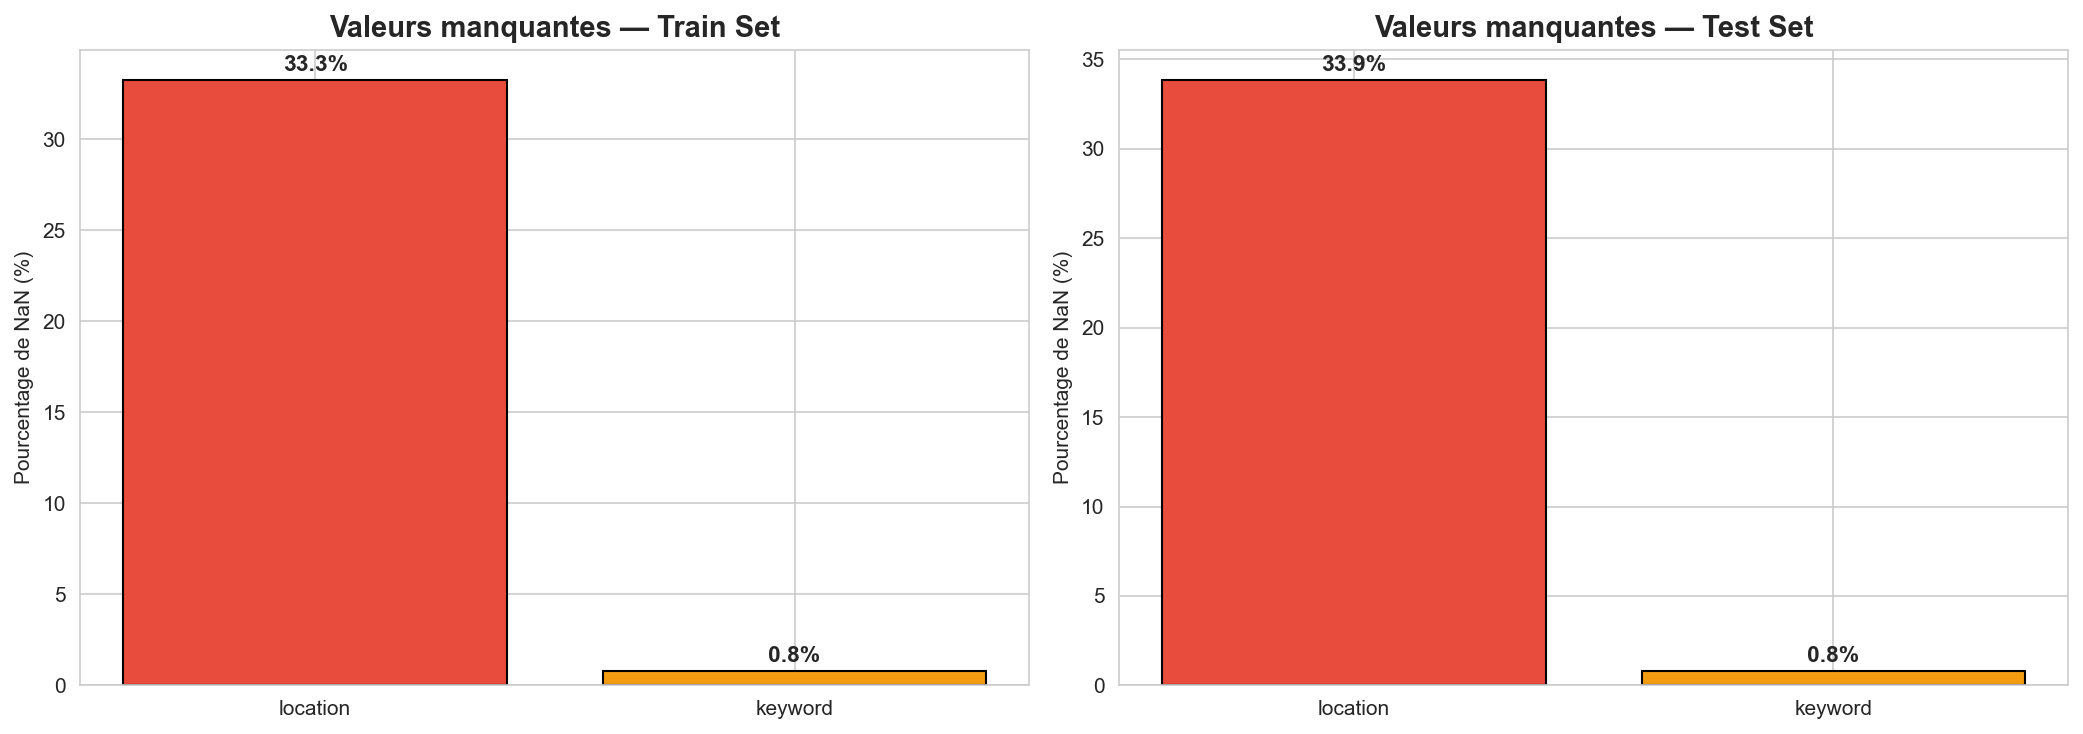 Valeurs manquantes — Train Set
33.3%
30
25
20
15
10
5
0
Pourcentage de NaN (%)
0.8%
location
keyword
Valeurs manquantes — Test Set
33.9%
35
30
25
20
15
10
5
0
Pourcentage de NaN (%)
0.8%
location
keyword